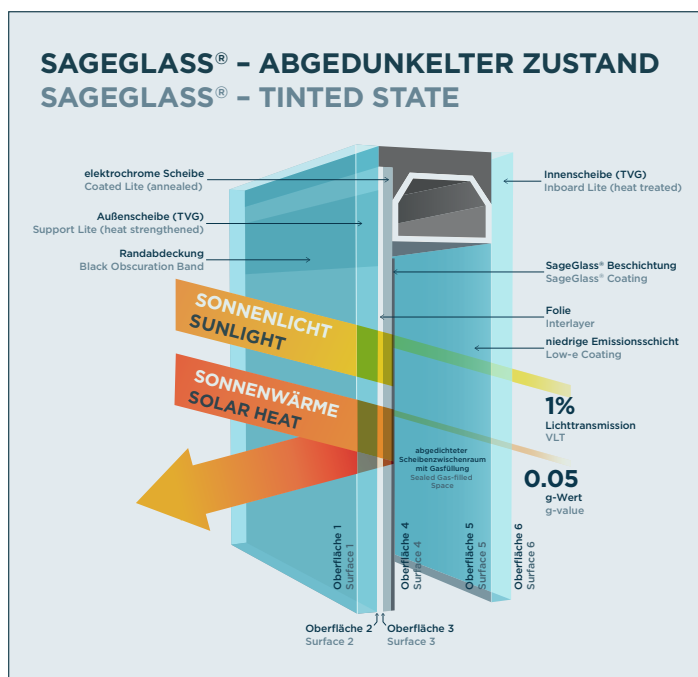 SAGEGLASS® – ABGEDUNKELTER ZUSTAND
SAGEGLASS® – TINTED STATE
elektrochrome Scheibe
Coated Lite (annealed)
Außenscheibe (TVG)
Support Lite (heat strengthened)
Randabdeckung
Black Obscuration Band
Innenscheibe (TVG)
Inboard Lite (heat treated)
SageGlass® Beschichtung
SageGlass® Coating
Folie
Interlayer
niedrige Emissionsschicht
Low-e Coating
SONNENLICHT
SUNLIGHT
SONNENWÄRME
SOLAR HEAT
1%
Lichttransmission
VLT
abgedichteter
Scheibenzwischenraum
mit Gasfüllung
Sealed Gas-filled
Space
0.05
g-Wert
g-value
Oberfläche 1
Surface 1
Oberfläche 4
Surface 4
Oberfläche 5
Surface 5
Oberfläche 6
Surface 6
Oberfläche 2
Surface 2
Oberfläche 3
Surface 3